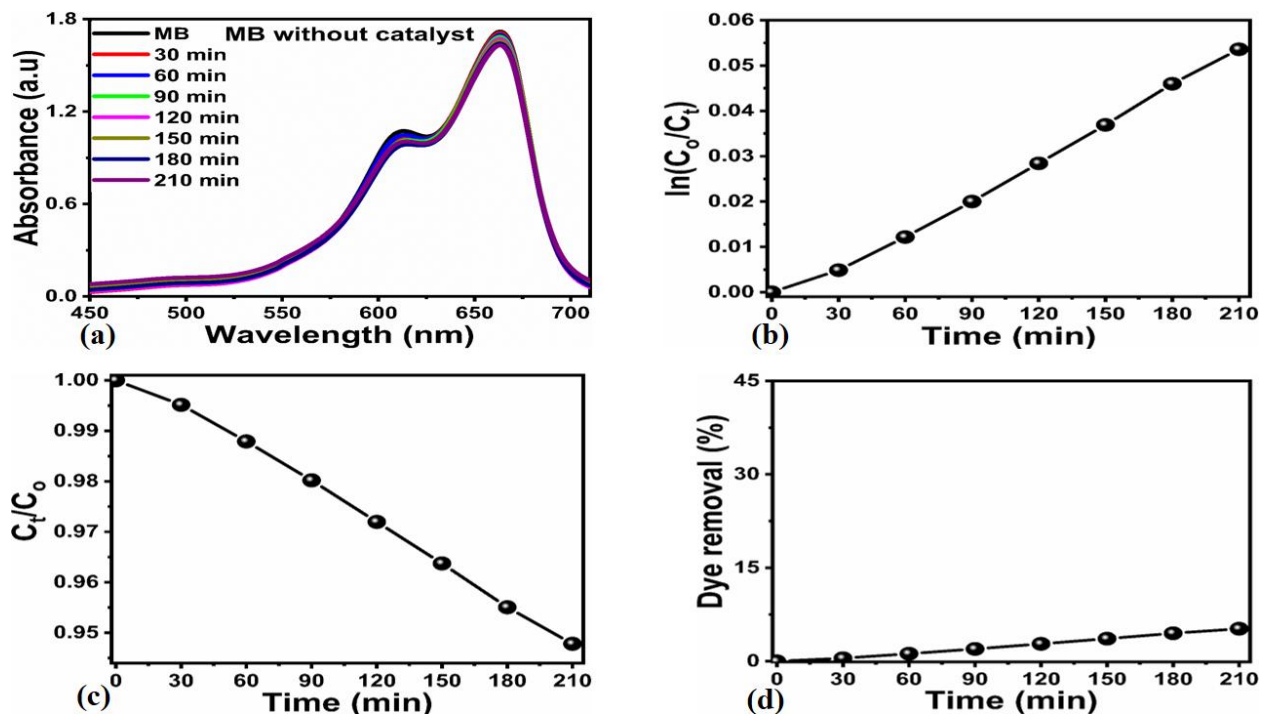 MB without catalyst
MB
30 min
60 min
90 min
120 min
150 min
180 min
210 min
Absorbance (a.u)
1.8
1.2
0.6
0.0
450 500 550 600 650 700
Wavelength (nm)
(a)
ln(Co/Ct)
0.06
0.05
0.04
0.03
0.02
0.01
0.00
0 30 60 90 120 150 180 210
Time (min)
(b)
Ct/Co
1.00
0.99
0.98
0.97
0.96
0.95
0 30 60 90 120 150 180 210
Time (min)
(c)
Dye removal (%)
45
30
15
0
0 30 60 90 120 150 180 210
Time (min)
(d)